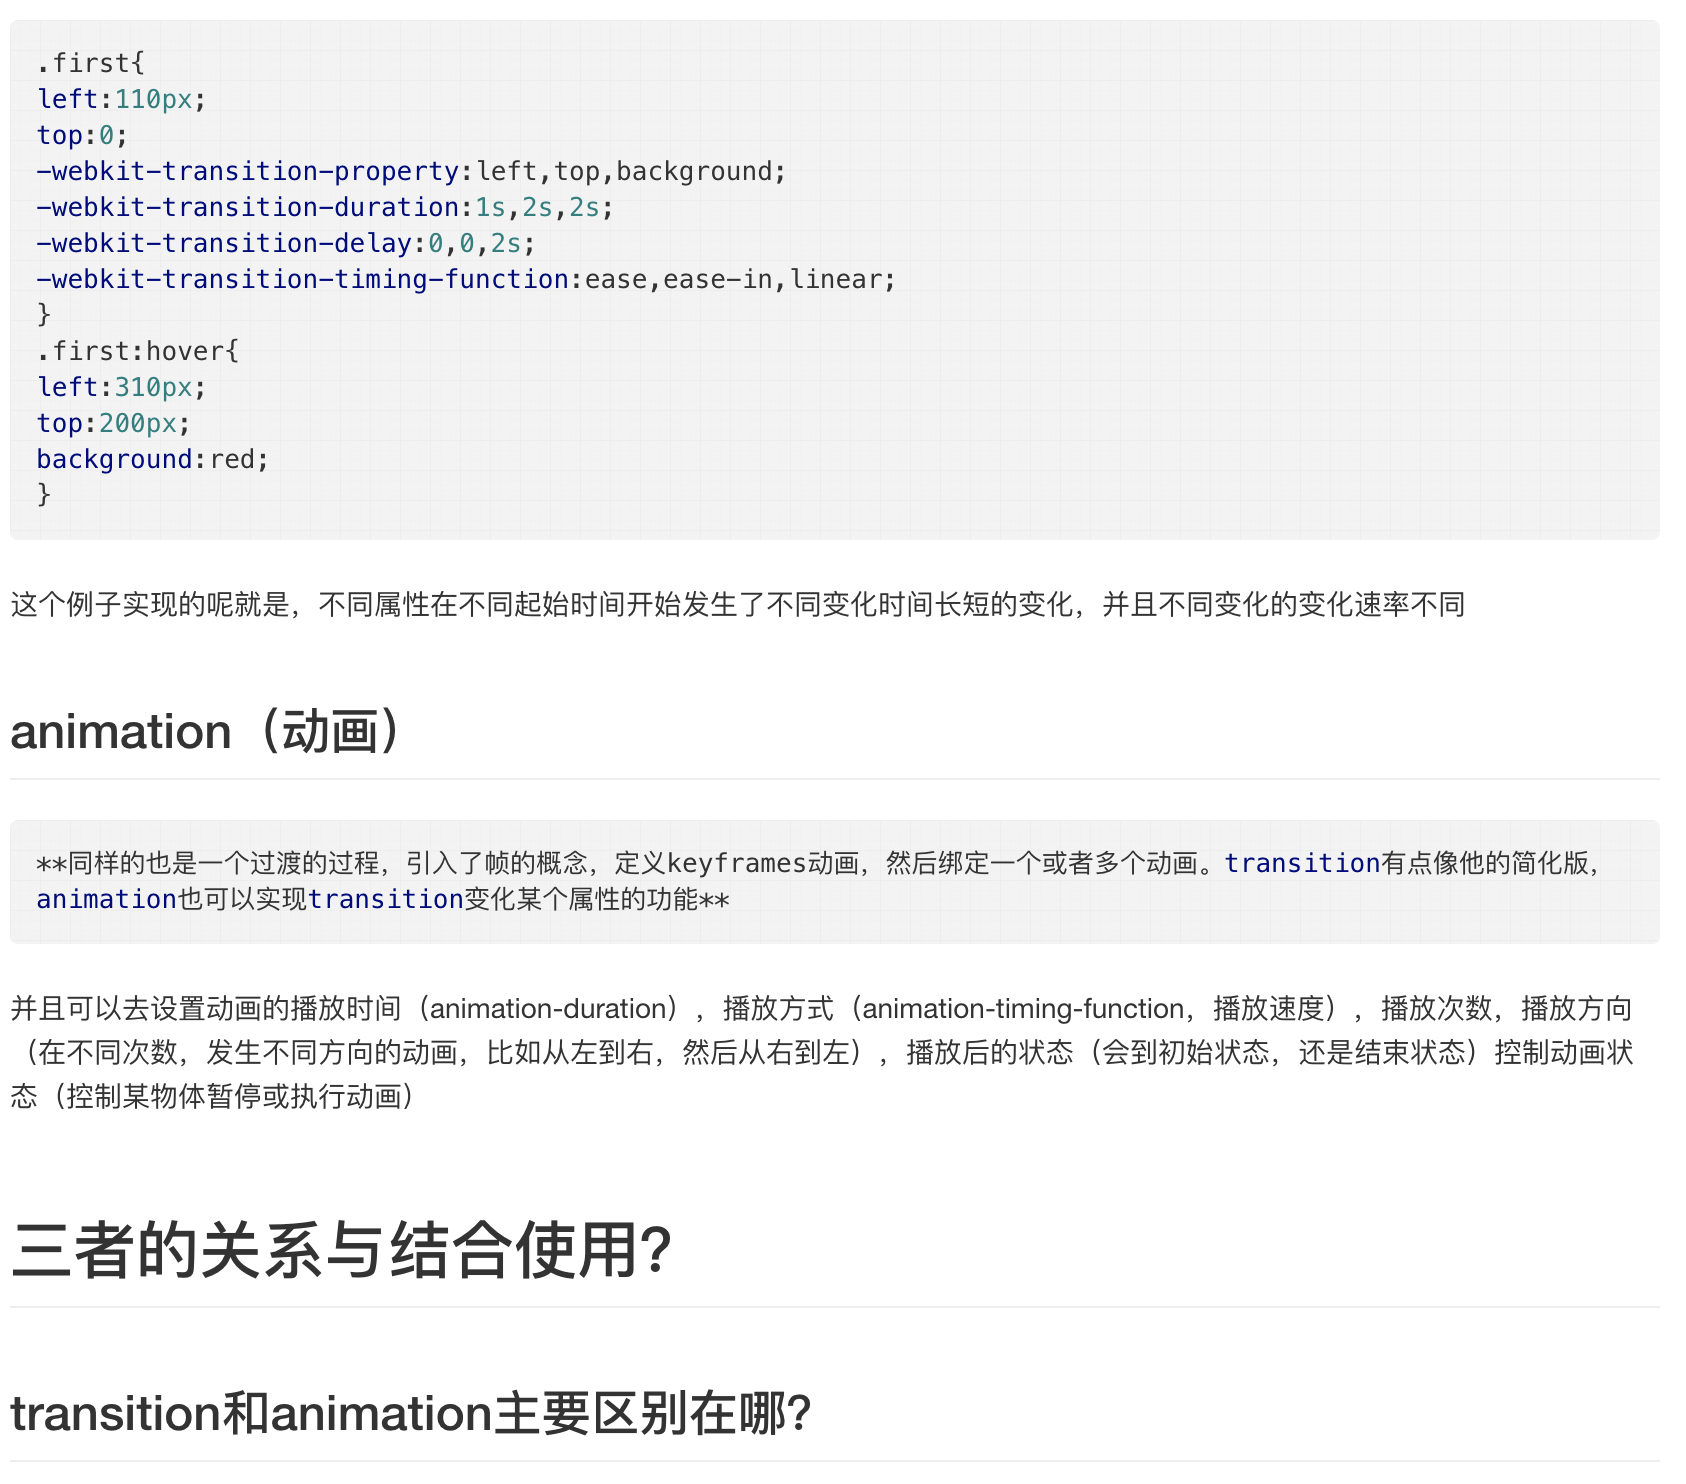 .first{
left:110px;
top:0;
-webkit-transition-property:left,top,background;
-webkit-transition-duration:1s,2s,2s;
-webkit-transition-delay:0,0,2s;
-webkit-transition-timing-function:ease,ease-in,linear;
}
.first:hover{
left:310px;
top:200px;
background:red;
}
这个例子实现的呢就是，不同属性在不同起始时间开始发生了不同变化时间长短的变化，并且不同变化的变化速率不同
animation（动画）
**同样的也是一个过渡的过程，引入了帧的概念，定义keyframes动画，然后绑定一个或者多个动画。transition有点像他的简化版，
animation也可以实现transition变化某个属性的功能**
并且可以去设置动画的播放时间（animation-duration），播放方式（animation-timing-function，播放速度），播放次数，播放方向
（在不同次数，发生不同方向的动画，比如从左到右，然后从右到左），播放后的状态（会到初始状态，还是结束状态）控制动画状
态（控制某物体暂停或执行动画）
三者的关系与结合使用？
transition和animation主要区别在哪？